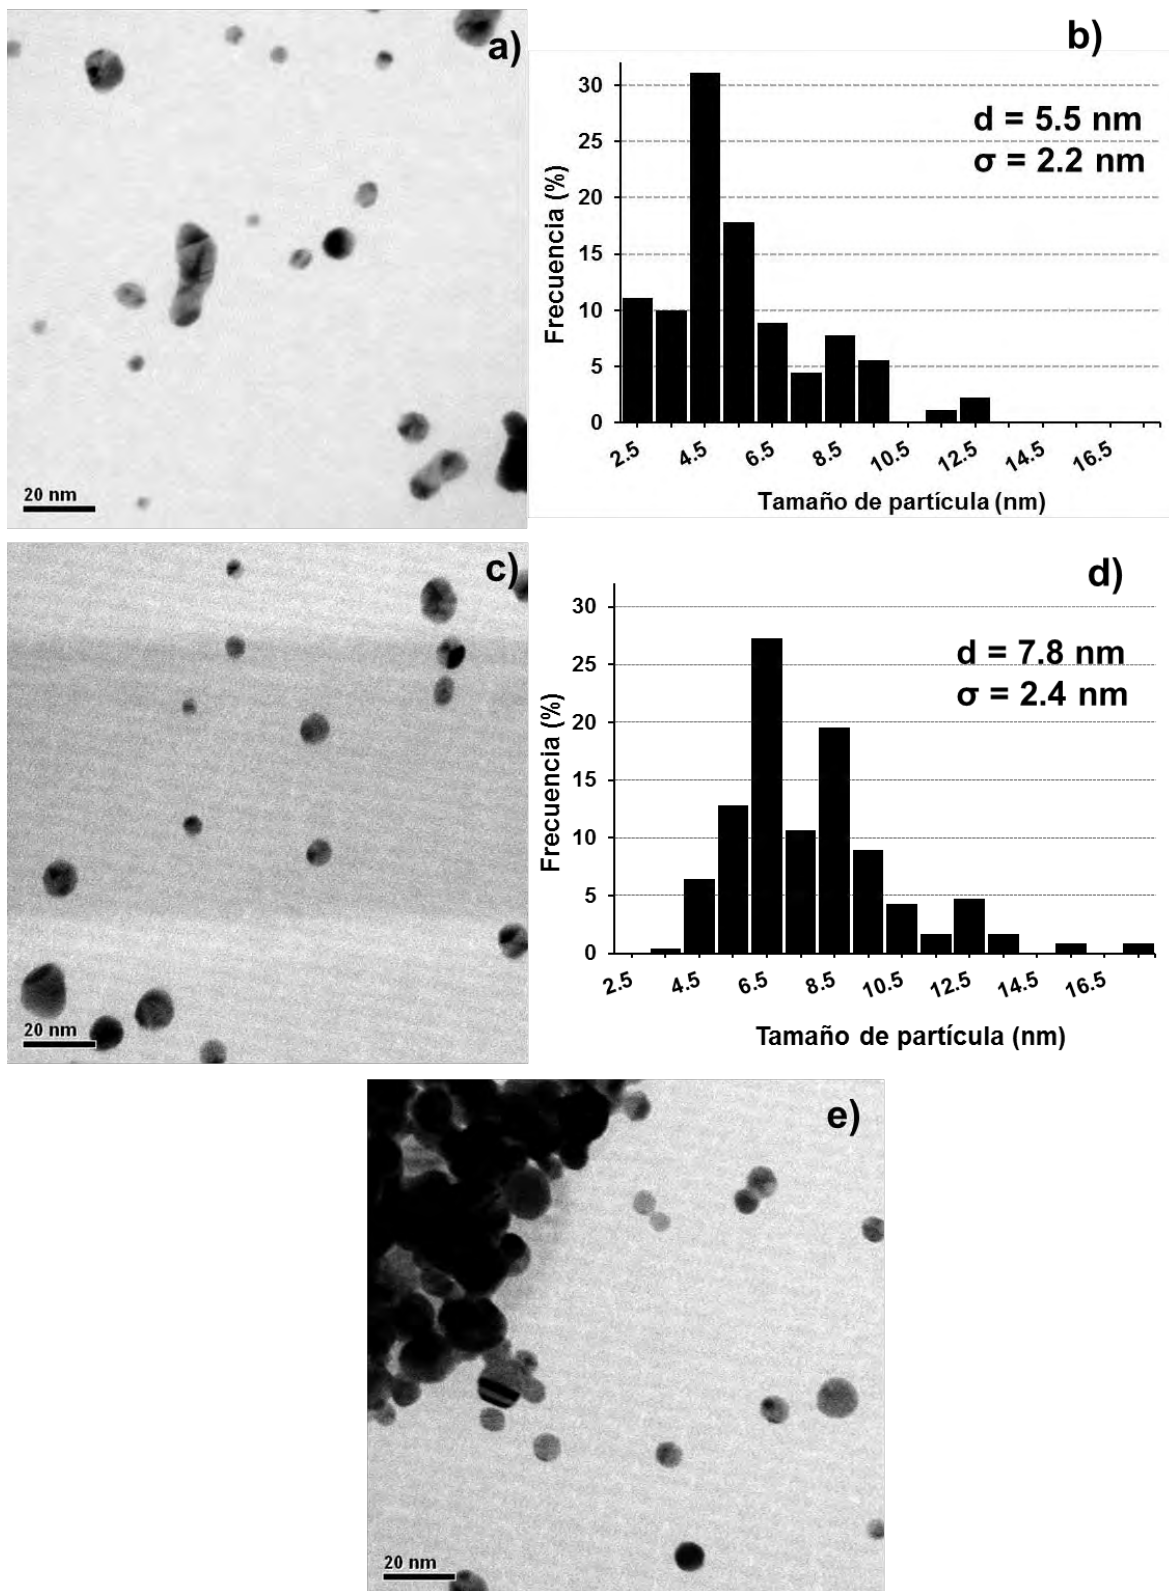 a)
20 nm
b)
d = 5.5 nm
σ = 2.2 nm
Frecuencia (%)
30
25
20
15
10
5
0
2.5 4.5 6.5 8.5 10.5 12.5 14.5 16.5
Tamaño de partícula (nm)
c)
20 nm
d)
d = 7.8 nm
σ = 2.4 nm
Frecuencia (%)
30
25
20
15
10
5
0
2.5 4.5 6.5 8.5 10.5 12.5 14.5 16.5
Tamaño de partícula (nm)
e)
20 nm